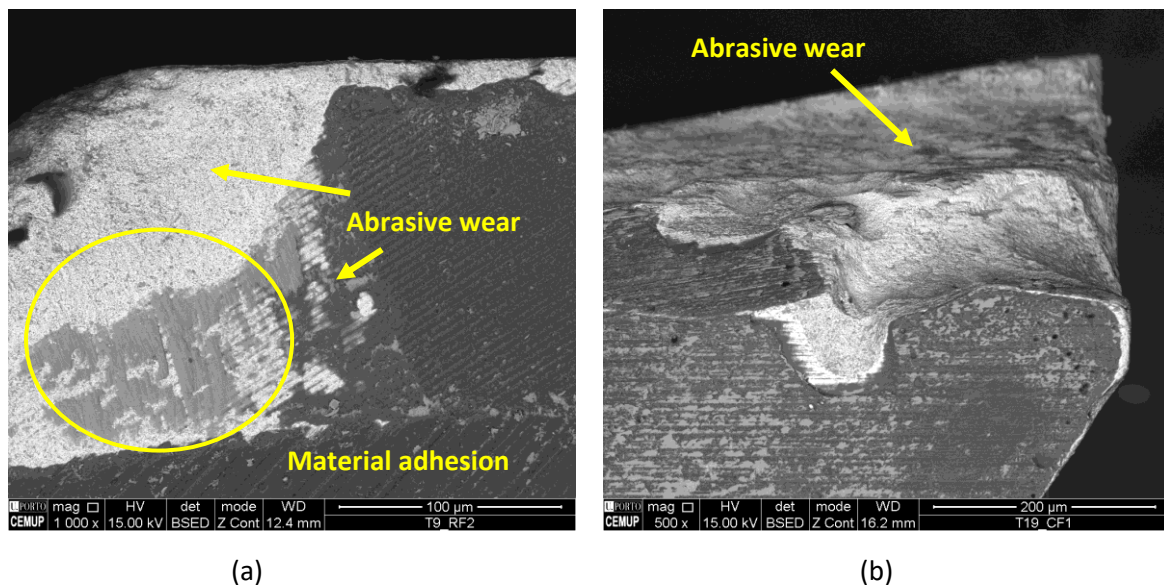 Abrasive wear
Material adhesion
U.PORTO
CEMUP
mag □ HV det mode WD
1 000 x 15.00 kV BSED Z Cont 12.4 mm
100 µm
T9_RF2
(a)
Abrasive wear
U.PORTO
CEMUP
mag □ HV det mode WD
500 x 15.00 kV BSED Z Cont 16.2 mm
200 µm
T19_CF1
(b)